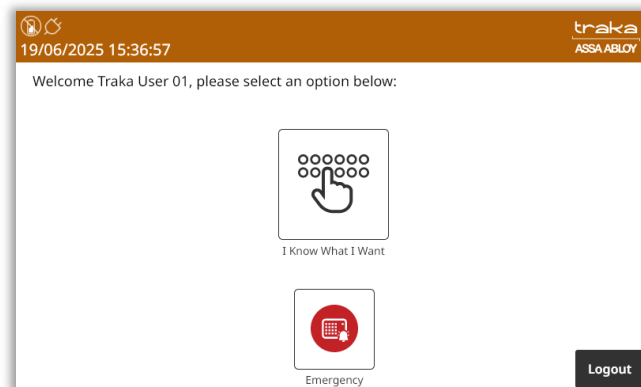 traka
19/06/2025 15:36:57
ASSA ABLOY
Welcome Traka User 01, please select an option below:
I Know What I Want
Emergency
Logout